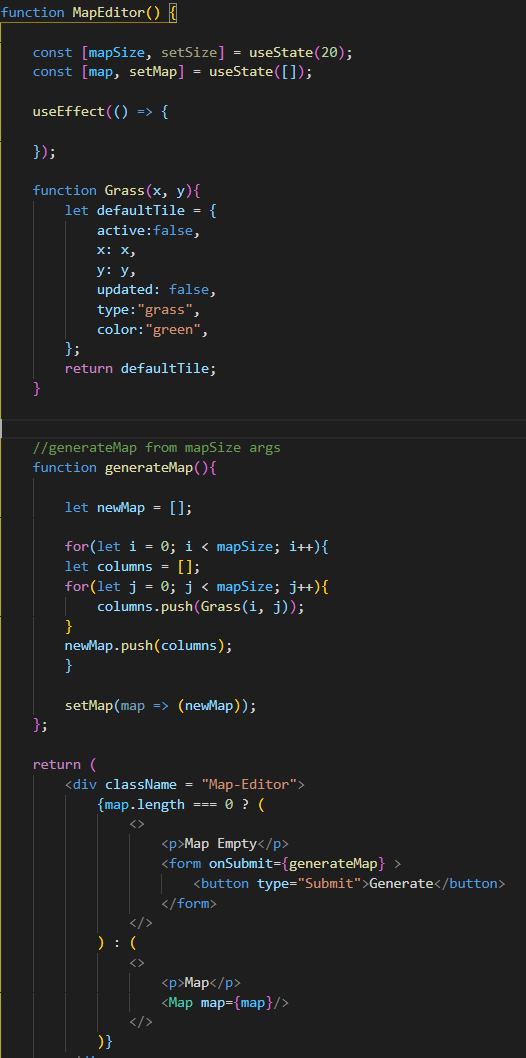 function MapEditor() {
const [mapSize, setSize] = useState(20);
const [map, setMap] = useState([]);
useEffect(() => {
});
function Grass(x, y){
let defaultTile = {
active:false,
x: x,
y: y,
updated: false,
type:"grass",
color:"green",
};
return defaultTile;
}
//generateMap from mapSize args
function generateMap(){
let newMap = [];
for(let i = 0; i < mapSize; i++){
let columns = [];
for(let j = 0; j < mapSize; j++){
columns.push(Grass(i, j));
}
newMap.push(columns);
}
setMap(map => (newMap));
};
return (
<div className = "Map-Editor">
{map.length === 0 ? (
<>
<p>Map Empty</p>
<form onSubmit={generateMap} >
<button type="Submit">Generate</button>
</form>
</>
) : (
<>
<p>Map</p>
<Map map={map}/>
</>
)}